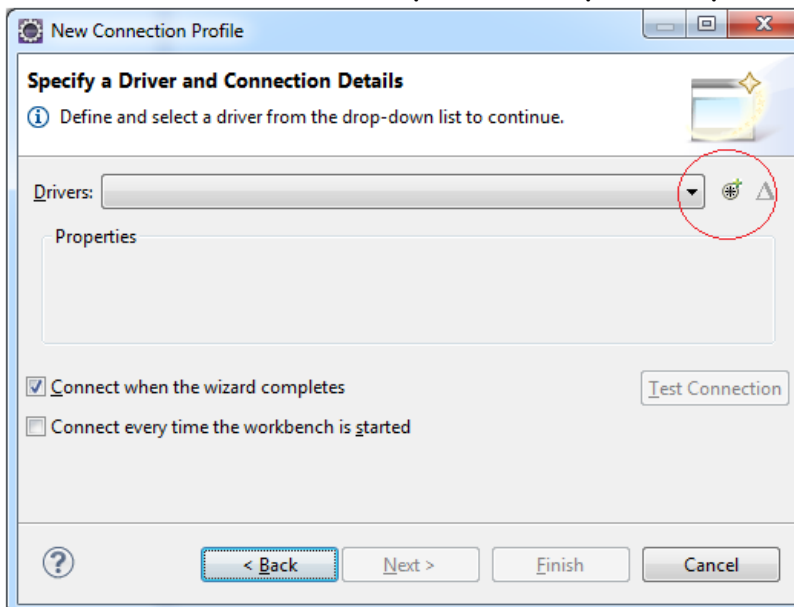 New Connection Profile
Specify a Driver and Connection Details
Define and select a driver from the drop-down list to continue.
Drivers:
Properties
Connect when the wizard completes
Test Connection
Connect every time the workbench is started
< Back
Next >
Finish
Cancel